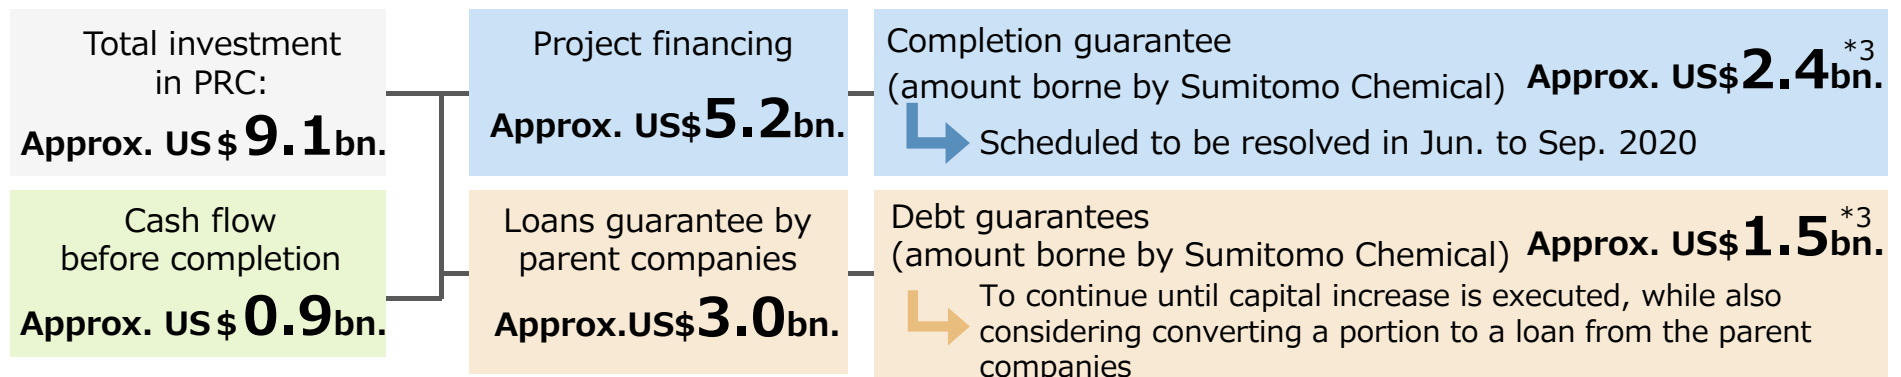 Total investment
in PRC:
Approx. US$9.1bn.
Cash flow
before completion
Approx. US$0.9bn.
Project financing
Approx. US$5.2bn.
Loans guarantee by
parent companies
Approx.US$3.0bn.
Completion guarantee
(amount borne by Sumitomo Chemical) Approx. US$2.4bn.*3
Scheduled to be resolved in Jun. to Sep. 2020
Debt guarantees
(amount borne by Sumitomo Chemical) Approx. US$1.5bn.*3
To continue until capital increase is executed, while also
considering converting a portion to a loan from the parent
companies